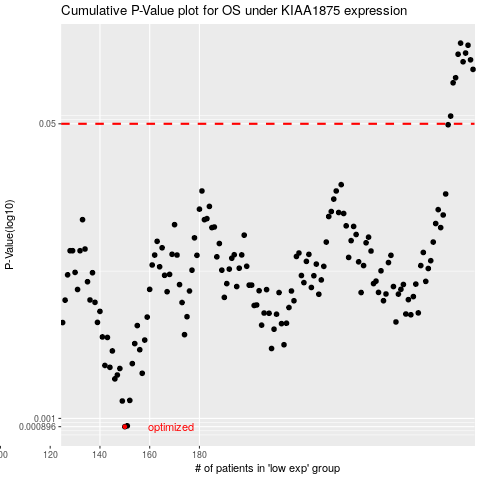 Cumulative P-Value plot for OS under KIAA1875 expression
P-Value(log10)
0.05
0.001
0.000896
optimized
00 120 140 160 180
# of patients in 'low exp' group